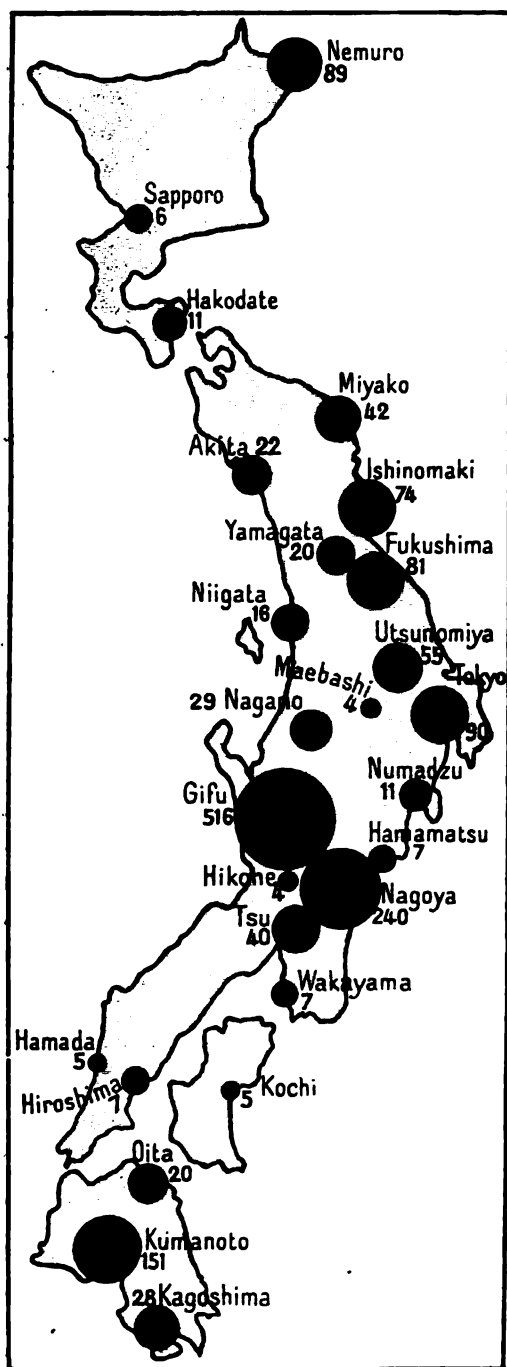 Nemuro
89
Sapporo
6
Hakodate
11
Miyako
42
Akita 22
Ishinomaki
74
Yamagata
20
Fukushima
81
Niigata
16
Utsunomiya
55
Maebashi
4
Tokyo
90
29 Nagano
Numadzu
11
Gifu
516
Hamamatsu
7
Hikone
4
Nagoya
240
Tsu
40
Wakayama
7
Hamada
5
Hiroshima
7
Kochi
5
Oita
20
Kumanoto
151
28 Kagoshima